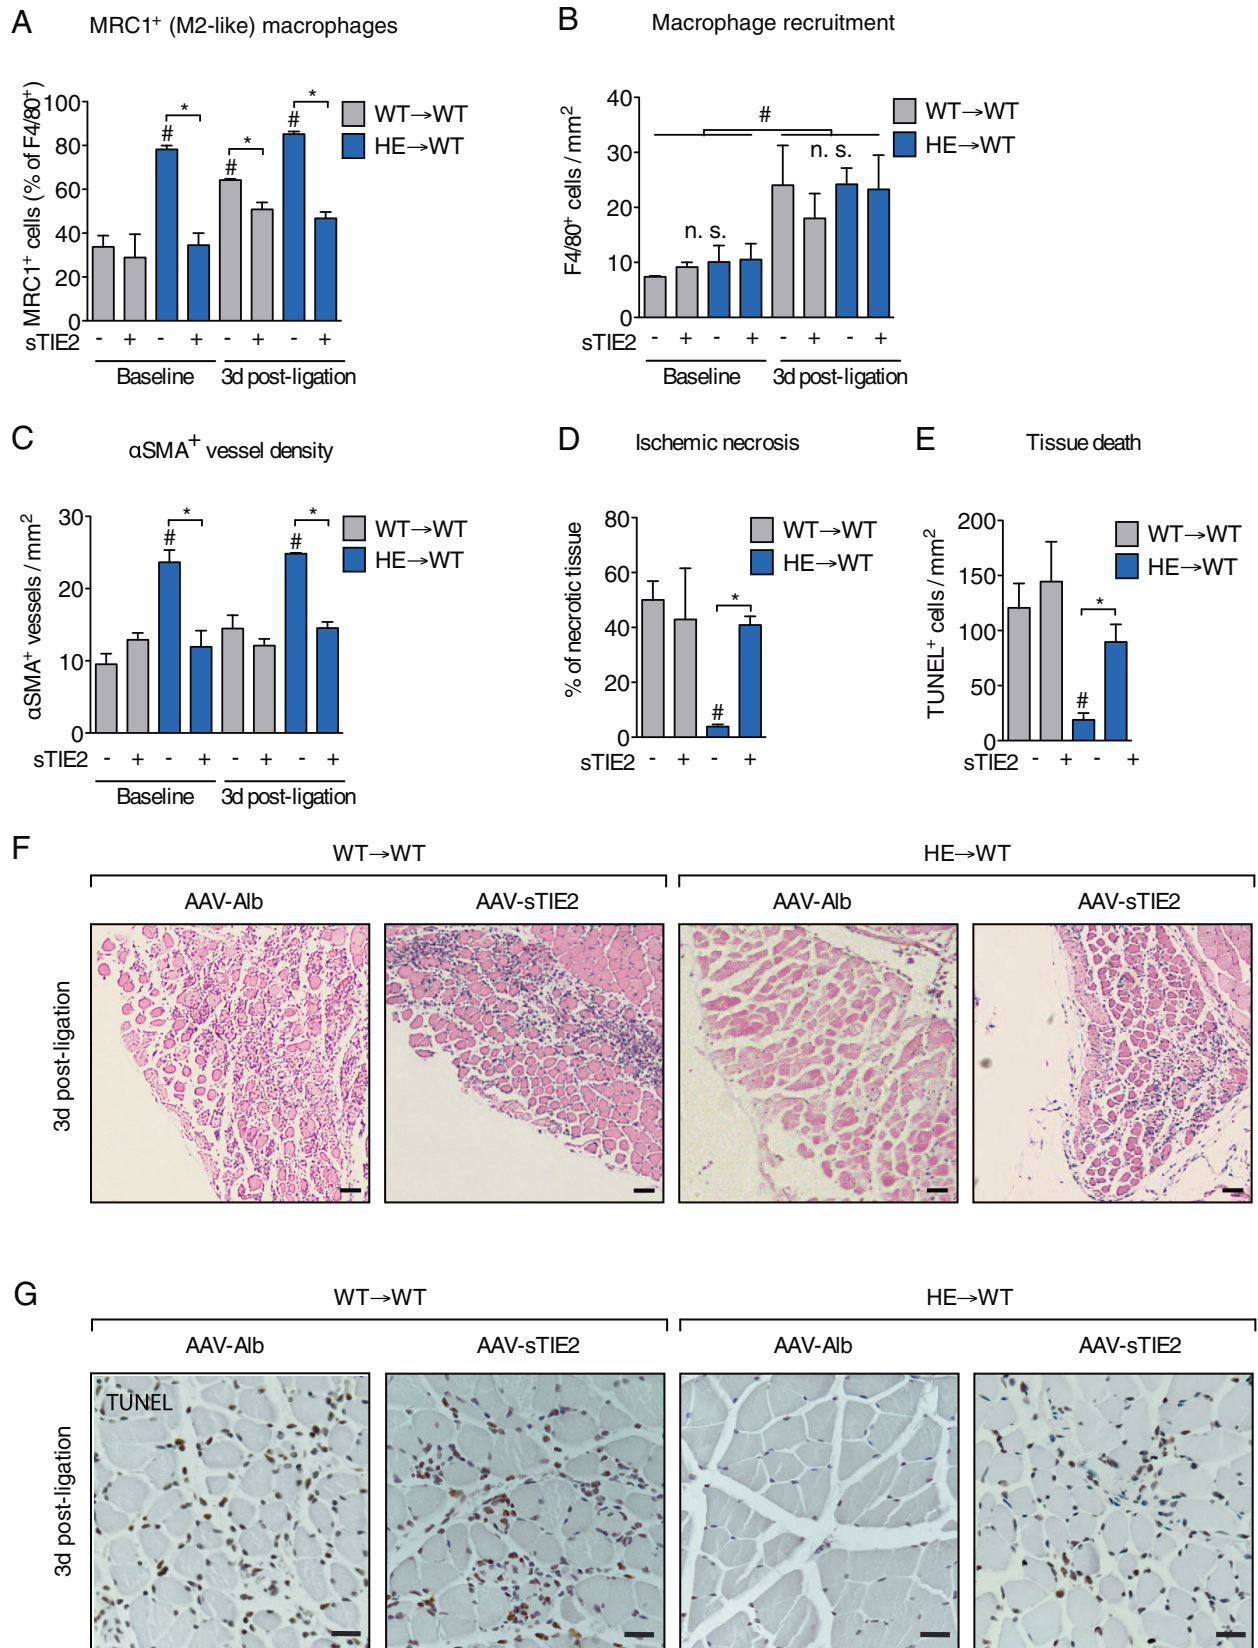 A MRC1+ (M2-like) macrophages
MRC1+ cells (% of F4/80+)
100
80
60
40
20
0
# * # * # *
WT→WT
HE→WT
sTIE2 - + - + - + - +
Baseline 3d post-ligation
B Macrophage recruitment
F4/80+ cells / mm2
40
30
20
10
0
#
n. s. n. s.
WT→WT
HE→WT
sTIE2 - + - + - + - +
Baseline 3d post-ligation
C αSMA+ vessel density
αSMA+ vessels / mm2
30
20
10
0
# * # *
WT→WT
HE→WT
sTIE2 - + - + - + - +
Baseline 3d post-ligation
D Ischemic necrosis
% of necrotic tissue
80
60
40
20
0
# *
WT→WT
HE→WT
sTIE2 - + - +
E Tissue death
TUNEL+ cells / mm2
200
150
100
50
0
# *
WT→WT
HE→WT
sTIE2 - + - +
F WT→WT HE→WT
AAV-Alb AAV-sTIE2 AAV-Alb AAV-sTIE2
3d post-ligation
G WT→WT HE→WT
AAV-Alb AAV-sTIE2 AAV-Alb AAV-sTIE2
TUNEL
3d post-ligation